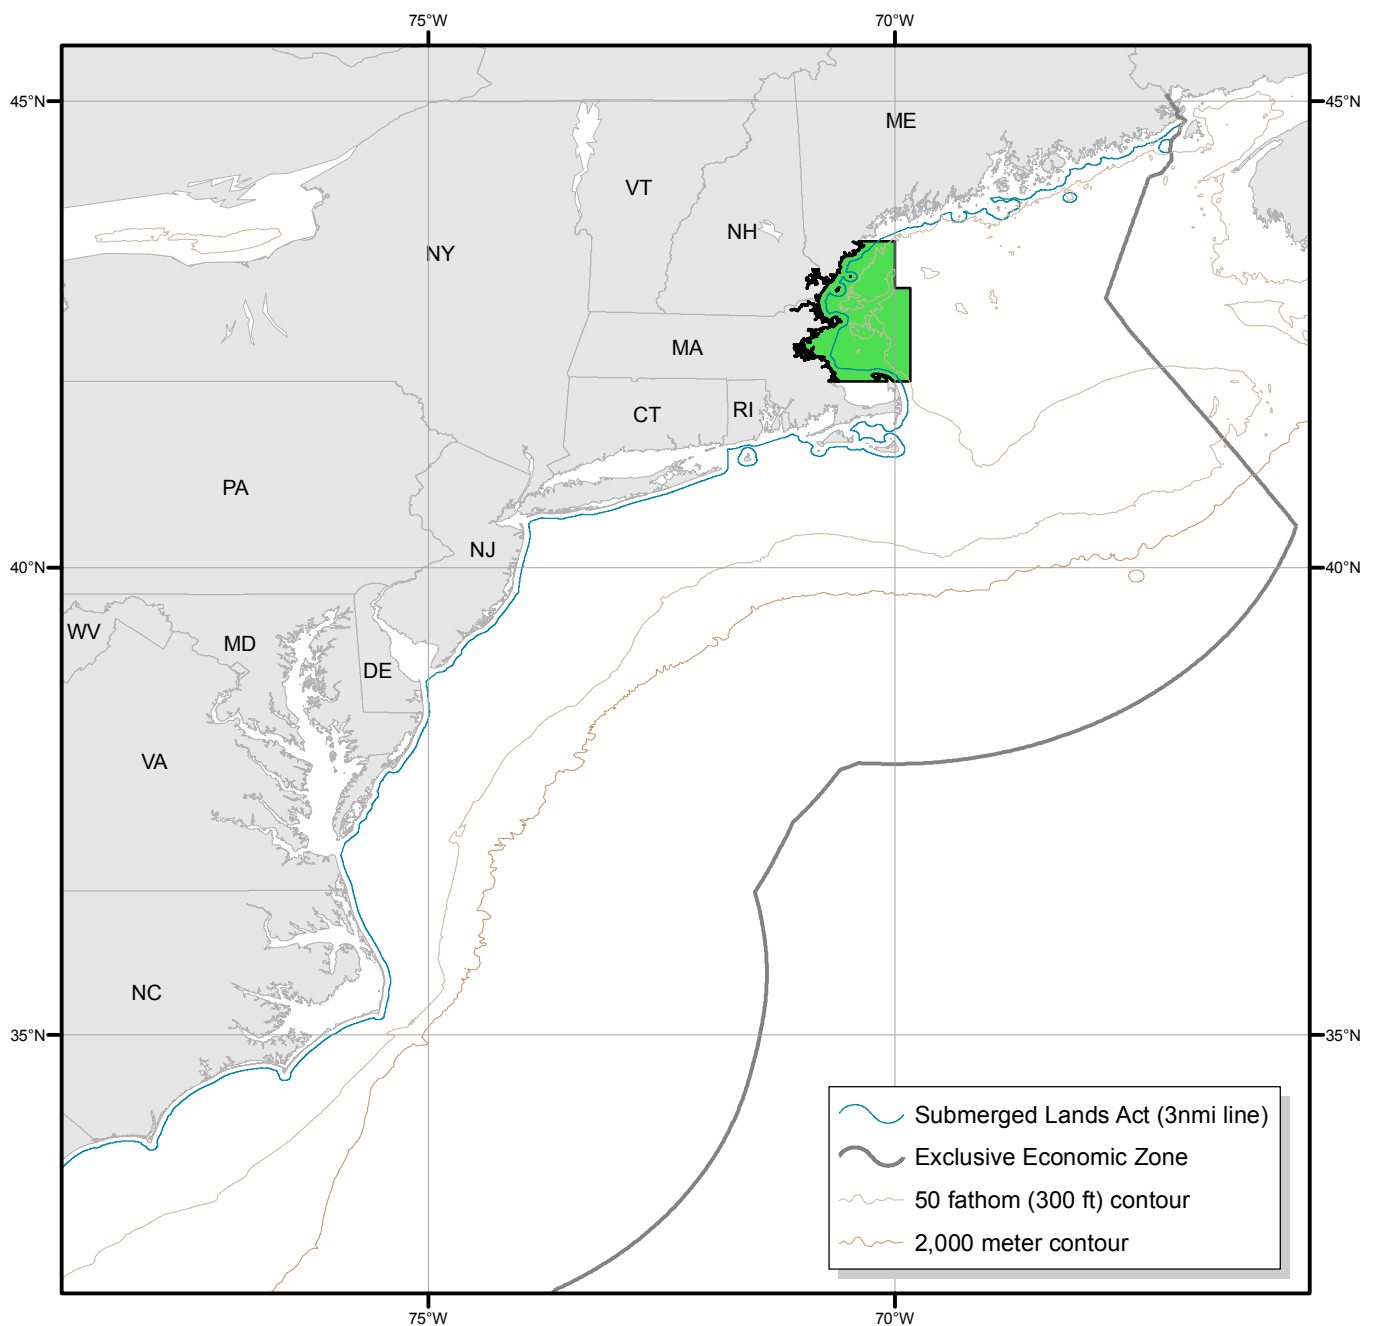 75°W
70°W
45°N
45°N
ME
VT
NH
NY
MA
CT
RI
PA
NJ
40°N
40°N
WV
MD
DE
VA
NC
35°N
35°N
Submerged Lands Act (3nmi line)
Exclusive Economic Zone
50 fathom (300 ft) contour
2,000 meter contour
75°W
70°W